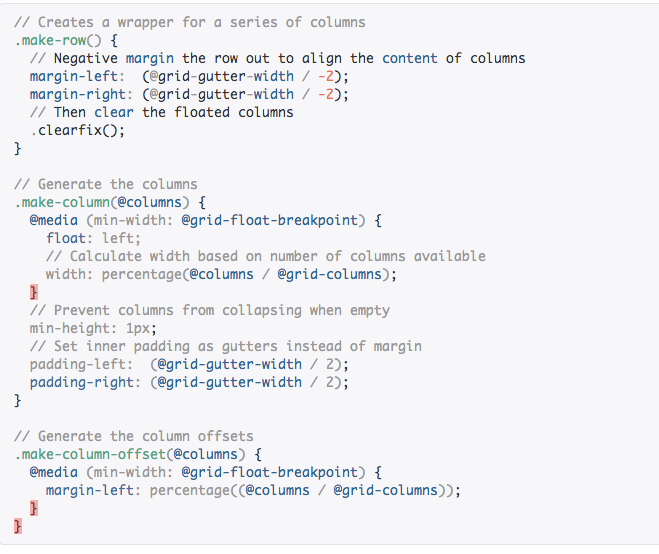 // Creates a wrapper for a series of columns
.make-row() {
  // Negative margin the row out to align the content of columns
  margin-left:  (@grid-gutter-width / -2);
  margin-right: (@grid-gutter-width / -2);
  // Then clear the floated columns
  .clearfix();
}

// Generate the columns
.make-column(@columns) {
  @media (min-width: @grid-float-breakpoint) {
    float: left;
    // Calculate width based on number of columns available
    width: percentage(@columns / @grid-columns);
  }
  // Prevent columns from collapsing when empty
  min-height: 1px;
  // Set inner padding as gutters instead of margin
  padding-left:  (@grid-gutter-width / 2);
  padding-right: (@grid-gutter-width / 2);
}

// Generate the column offsets
.make-column-offset(@columns) {
  @media (min-width: @grid-float-breakpoint) {
    margin-left: percentage((@columns / @grid-columns));
  }
}